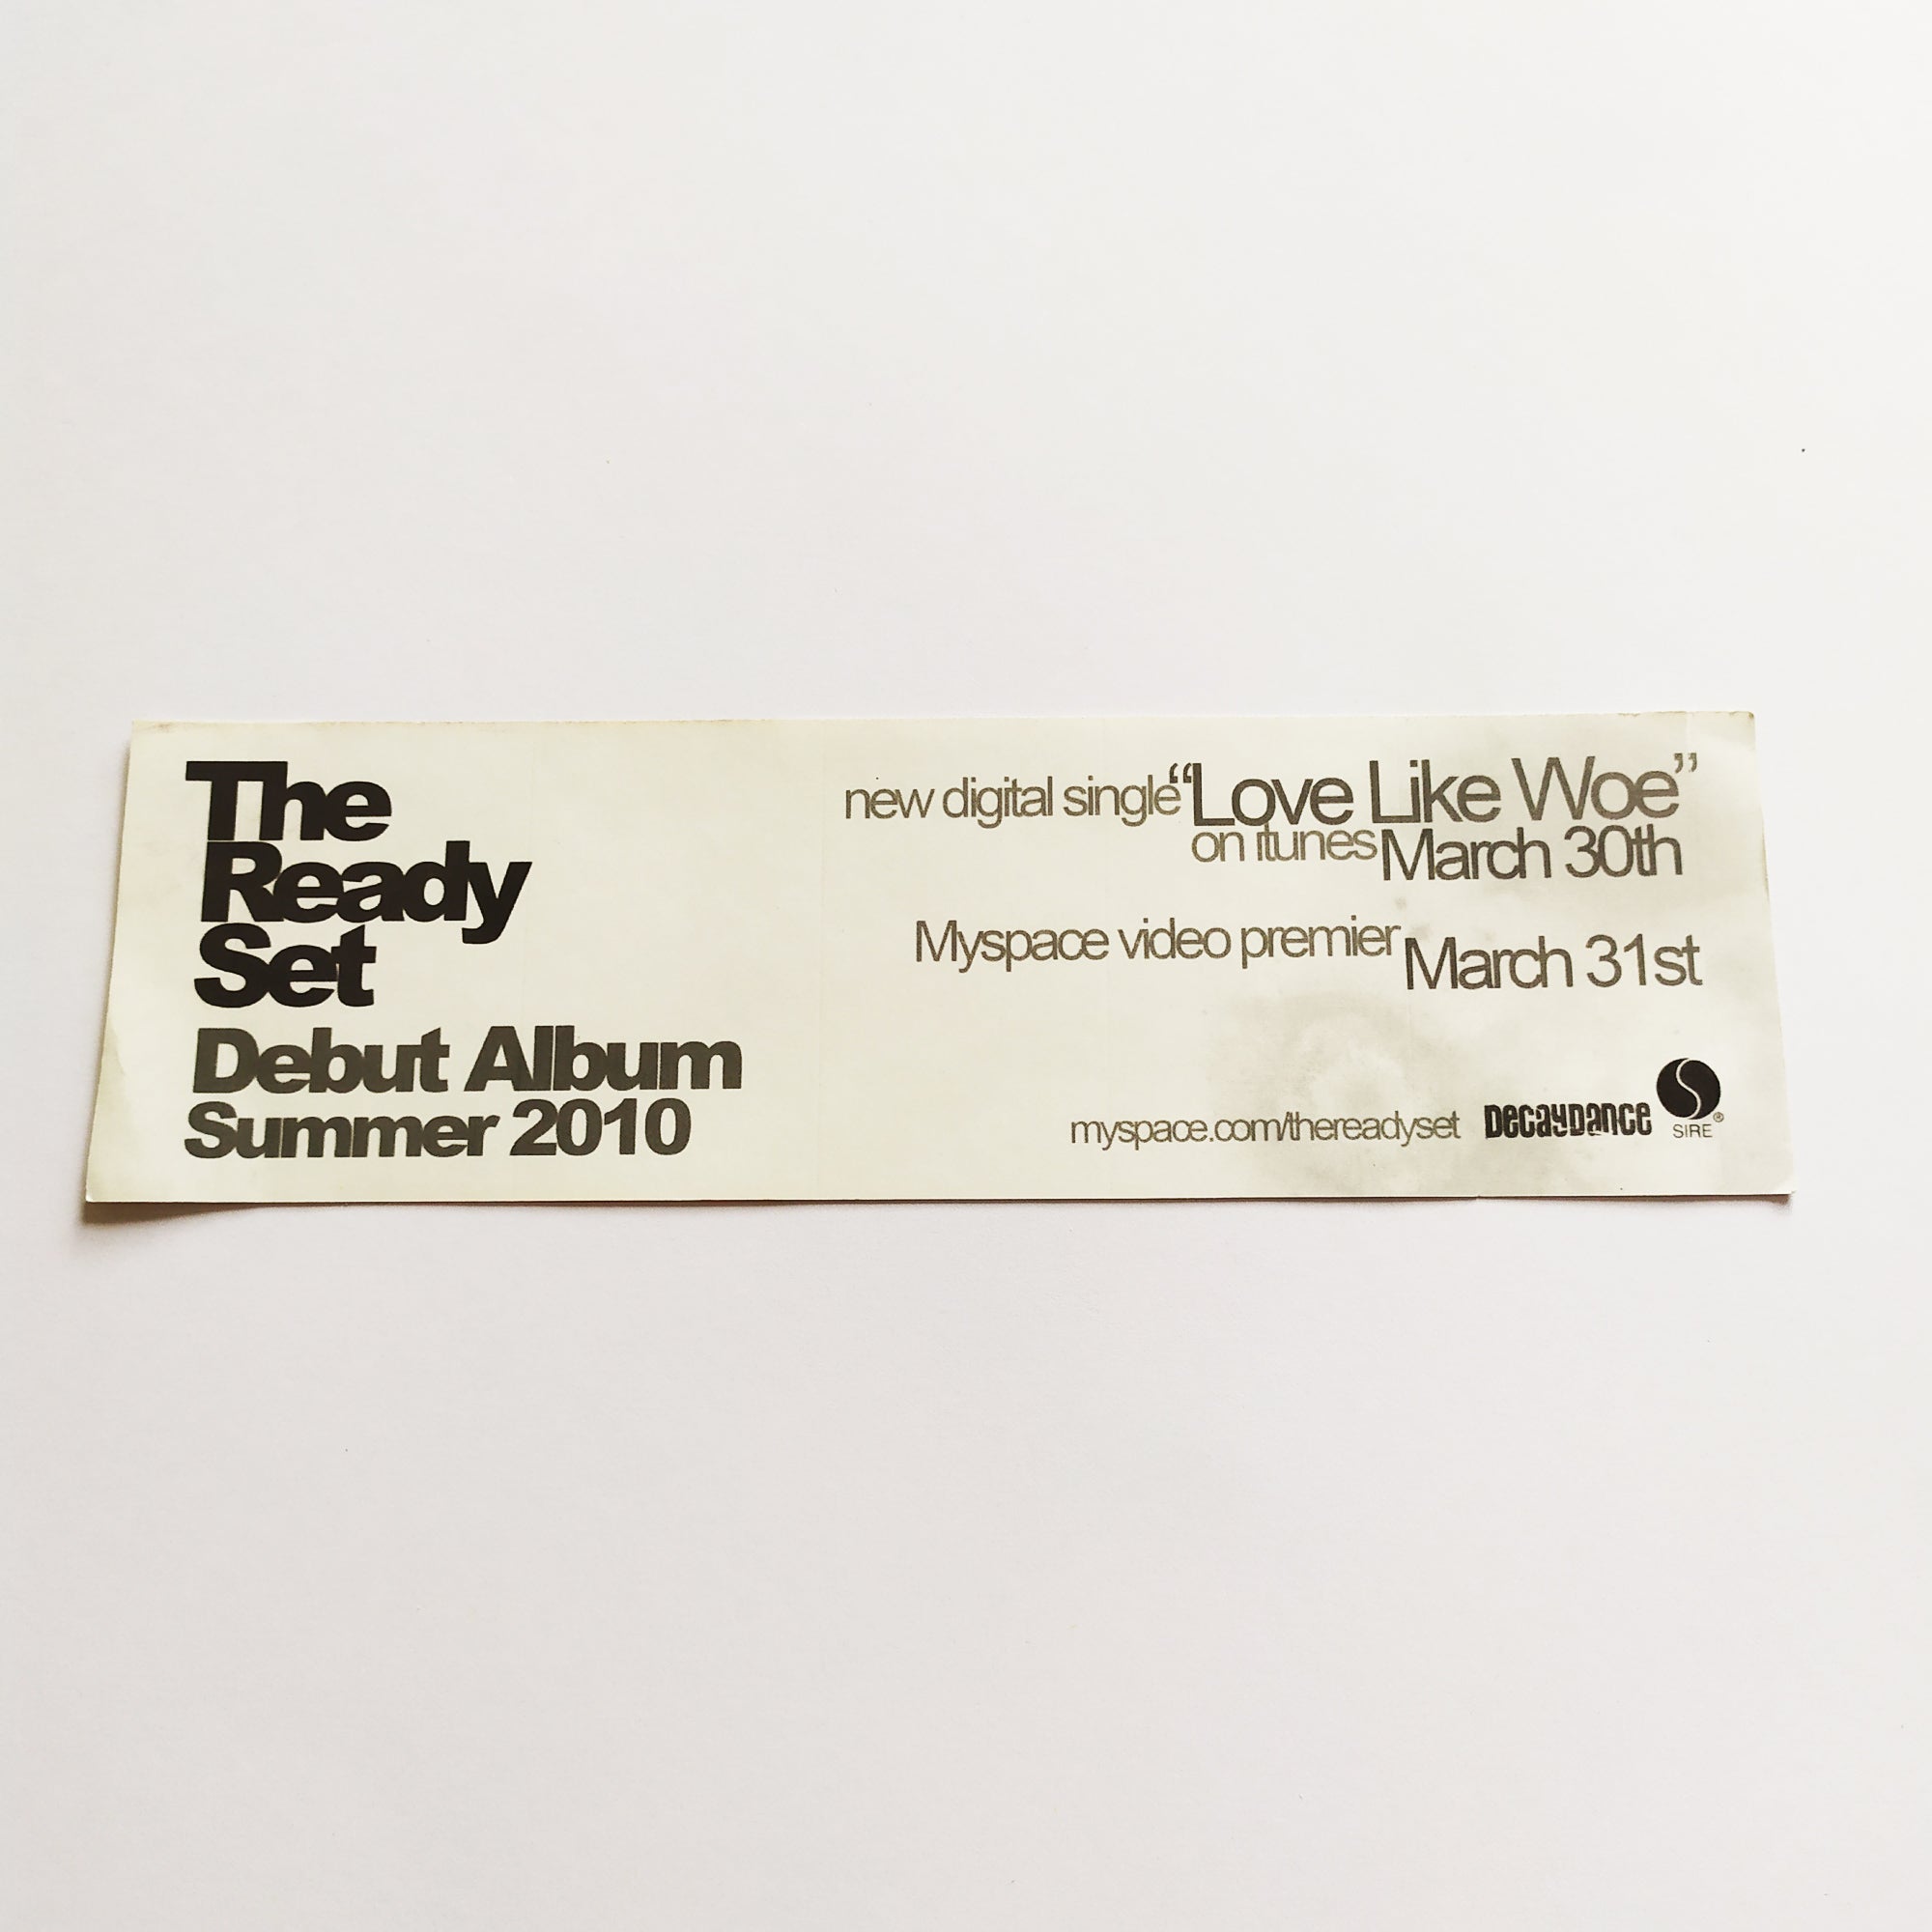 The
Ready
Set
Debut Album
Summer 2010
new digital single “Love Like Woe”
on itunes March 30th
Myspace video premier March 31st
myspace.com/thereadyset DECAYDANCE SIRE®